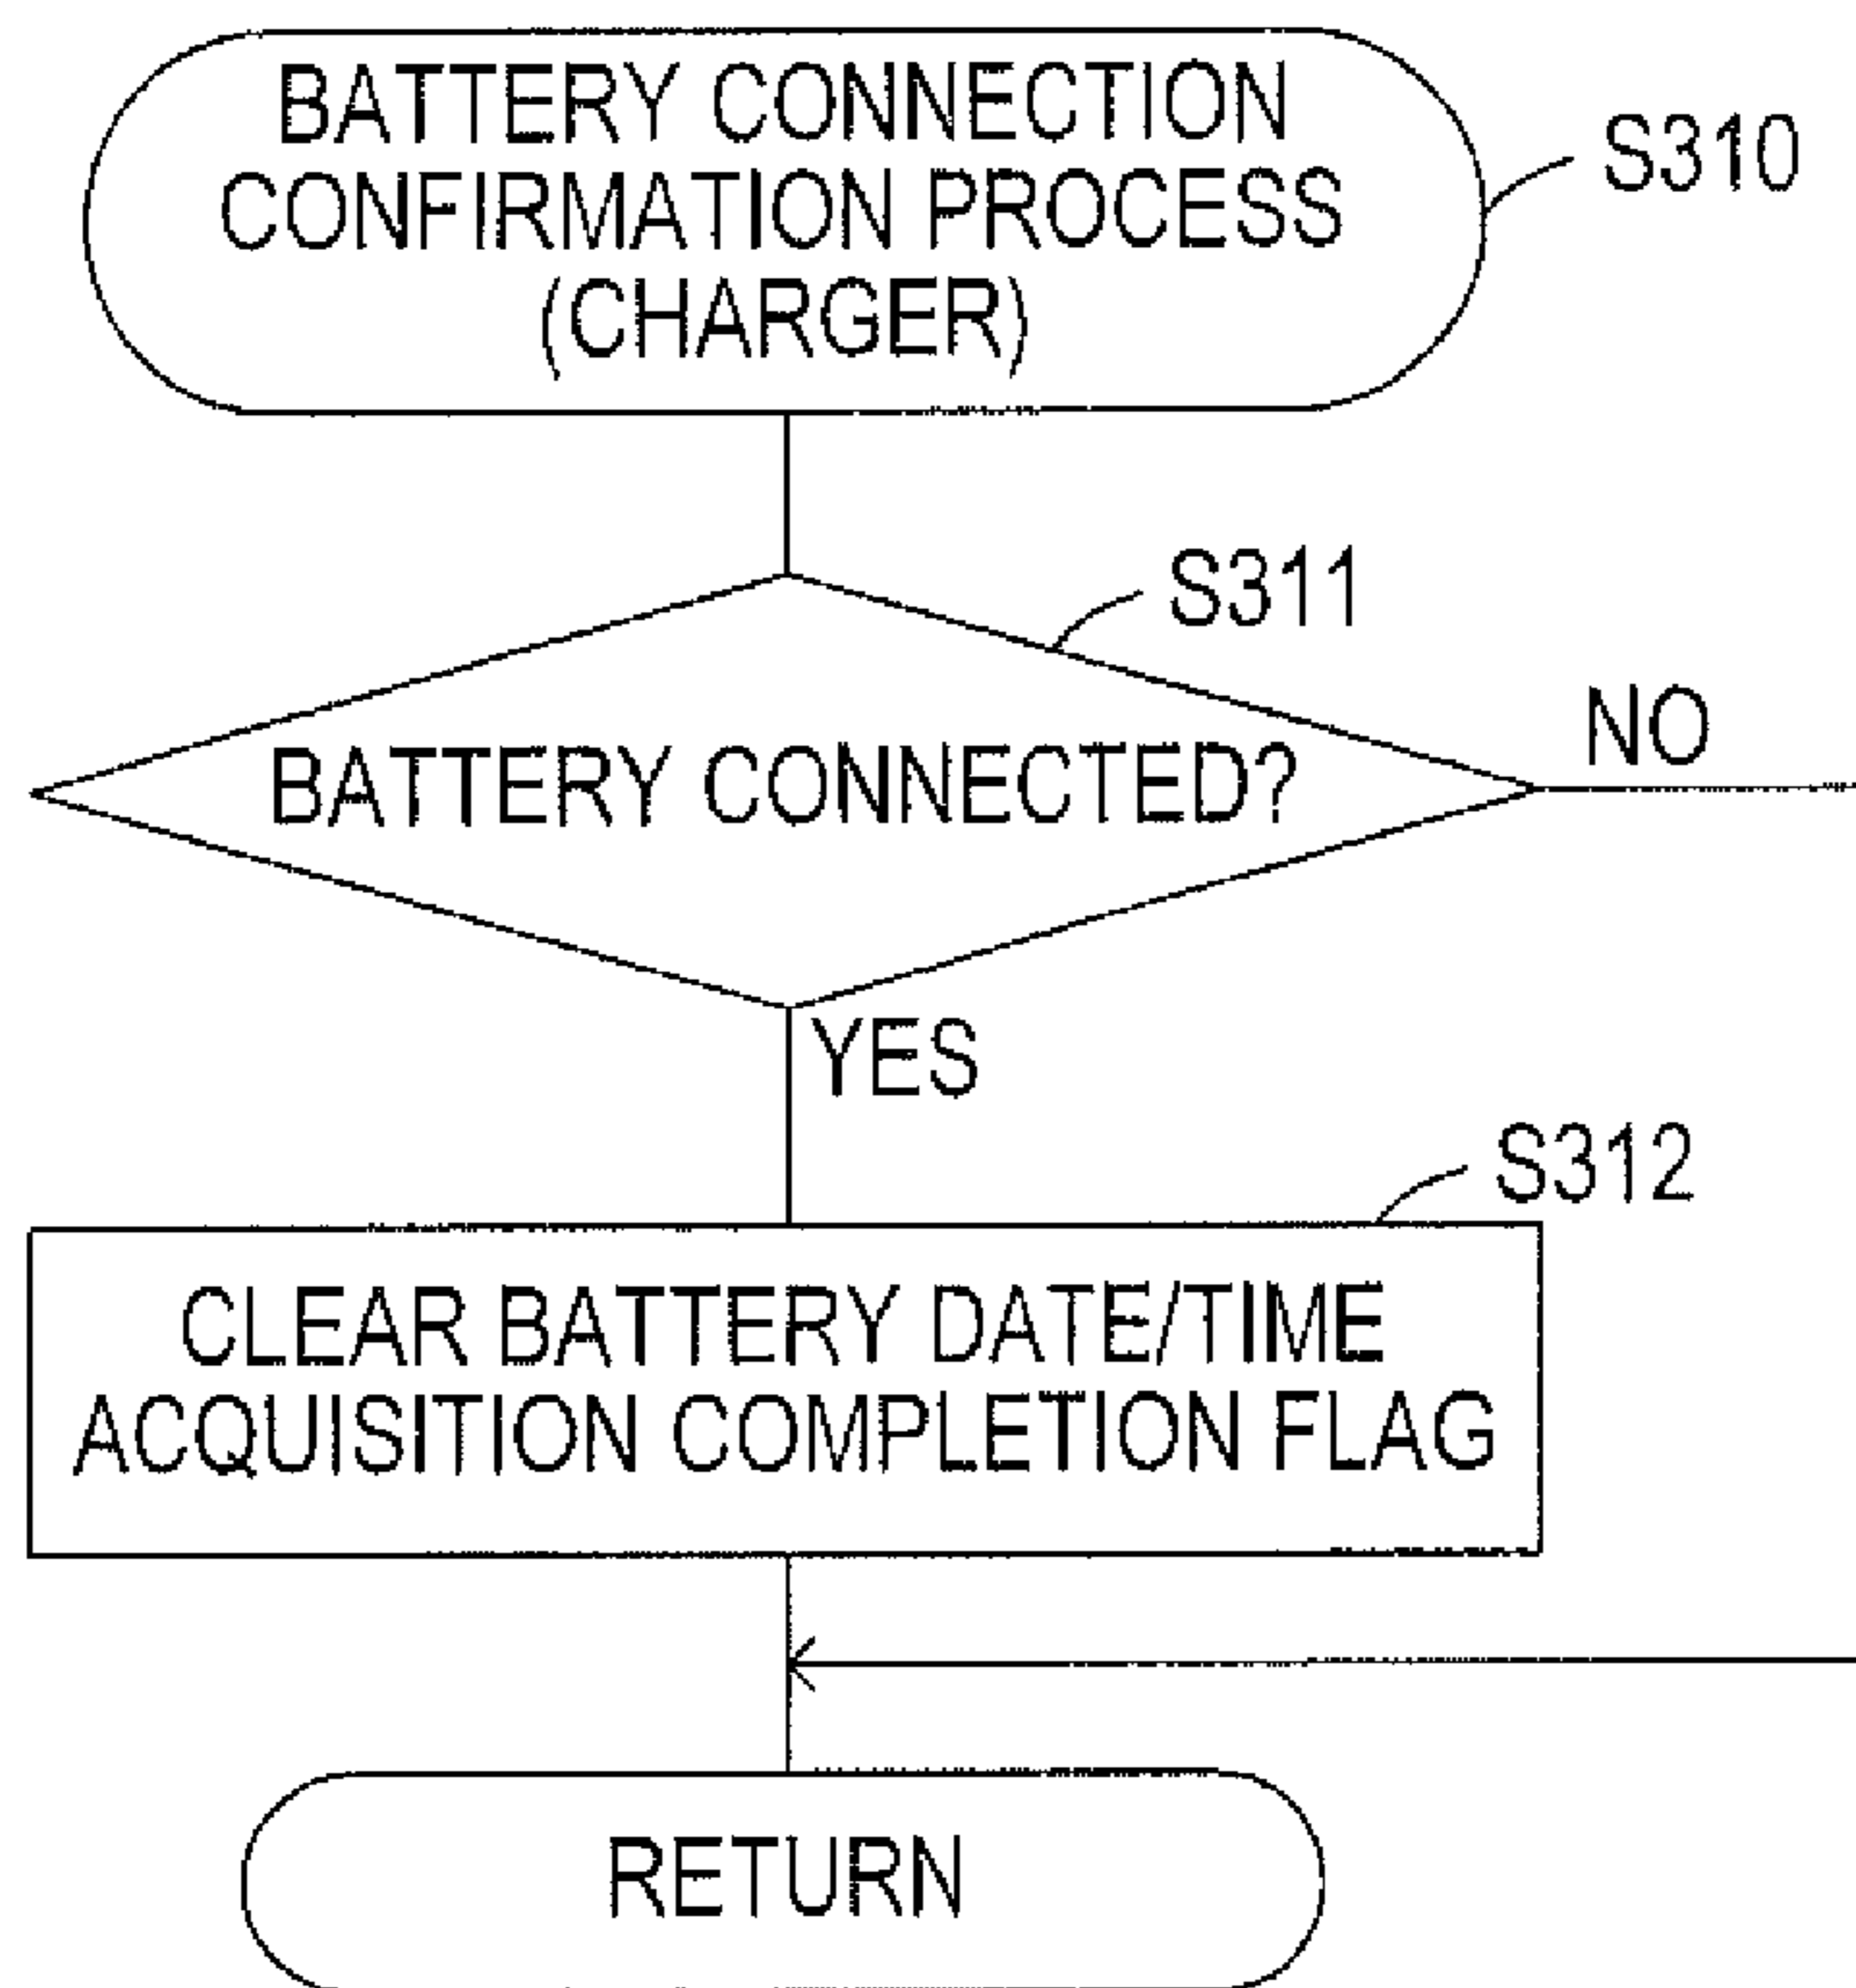 BATTERY CONNECTION
CONFIRMATION PROCESS
(CHARGER)
S310
S311
BATTERY CONNECTED?
NO
YES
S312
CLEAR BATTERY DATE/TIME
ACQUISITION COMPLETION FLAG
RETURN